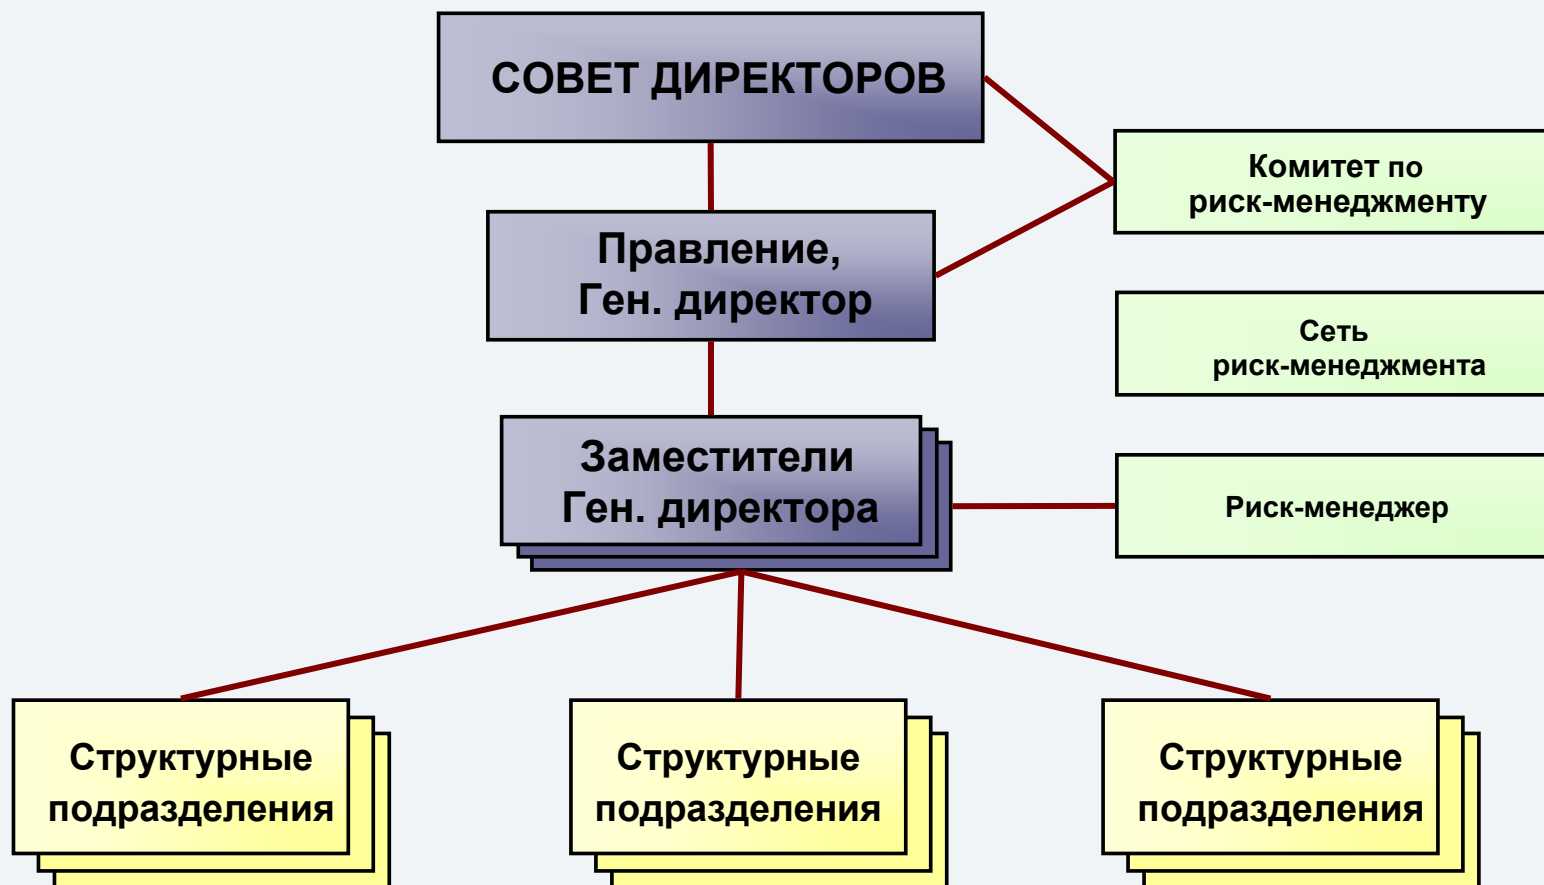 СОВЕТ ДИРЕКТОРОВ
Комитет по
риск-менеджменту
Правление,
Ген. директор
Сеть
риск-менеджмента
Заместители
Ген. директора
Риск-менеджер
Структурные
подразделения
Структурные
подразделения
Структурные
подразделения